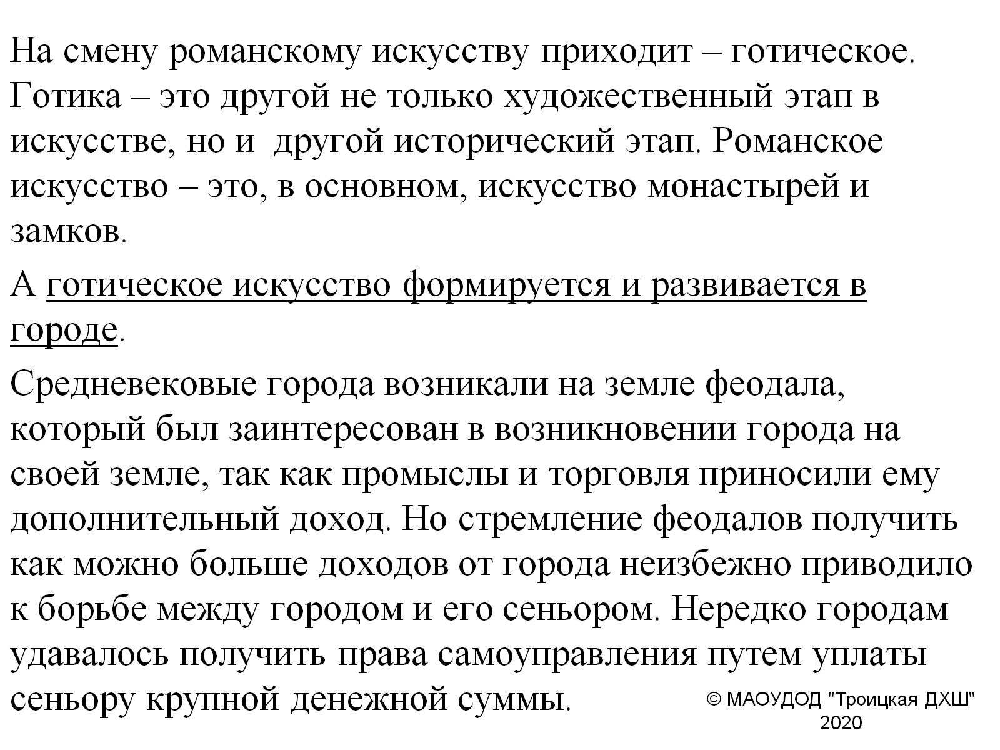 На смену романскому искусству приходит – готическое.
Готика – это другой не только художественный этап в
искусстве, но и  другой исторический этап. Романское
искусство – это, в основном, искусство монастырей и
замков.
А готическое искусство формируется и развивается в
городе.
Средневековые города возникали на земле феодала,
который был заинтересован в возникновении города на
своей земле, так как промыслы и торговля приносили ему
дополнительный доход. Но стремление феодалов получить
как можно больше доходов от города неизбежно приводило
к борьбе между городом и его сеньором. Нередко городам
удавалось получить права самоуправления путем уплаты
сеньору крупной денежной суммы.
© МАОУДОД "Троицкая ДХШ"
2020